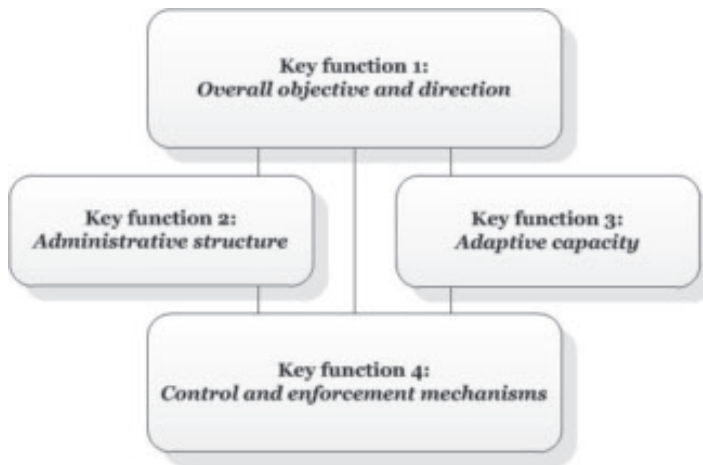 Key function 1:
Overall objective and direction
Key function 2:
Administrative structure
Key function 3:
Adaptive capacity
Key function 4:
Control and enforcement mechanisms